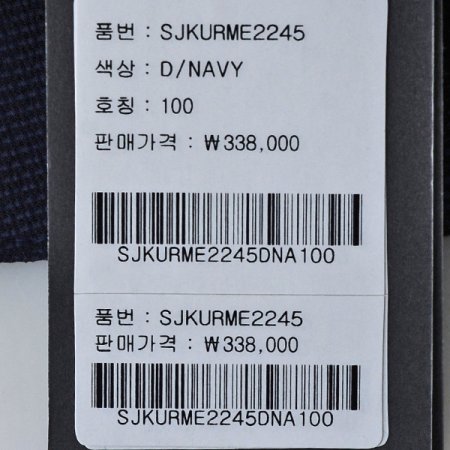 품번 : SJKURME2245
색상 : D/NAVY
호칭 : 100
판매가격 : ₩338,000
SJKURME2245DNA100
품번 : SJKURME2245
판매가격 : ₩338,000
SJKURME2245DNA100